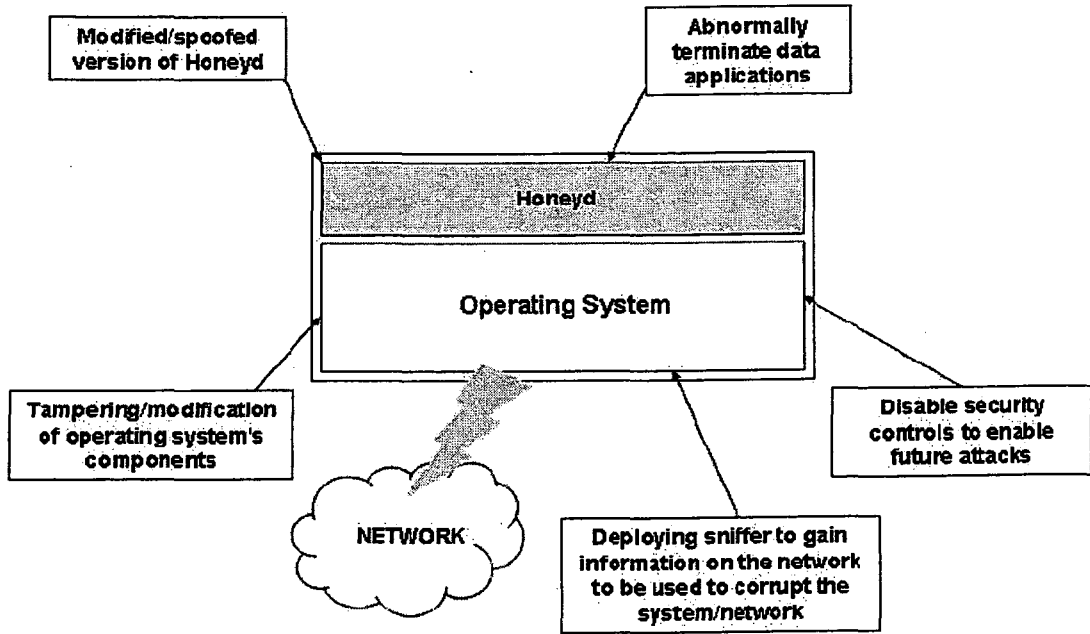 Modified/spoofed
version of Honeyd
Abnormally
terminate data
applications
Honeyd
Operating System
Tampering/modification
of operating system's
components
NETWORK
Disable security
controls to enable
future attacks
Deploying sniffer to gain
information on the network
to be used to corrupt the
system/network